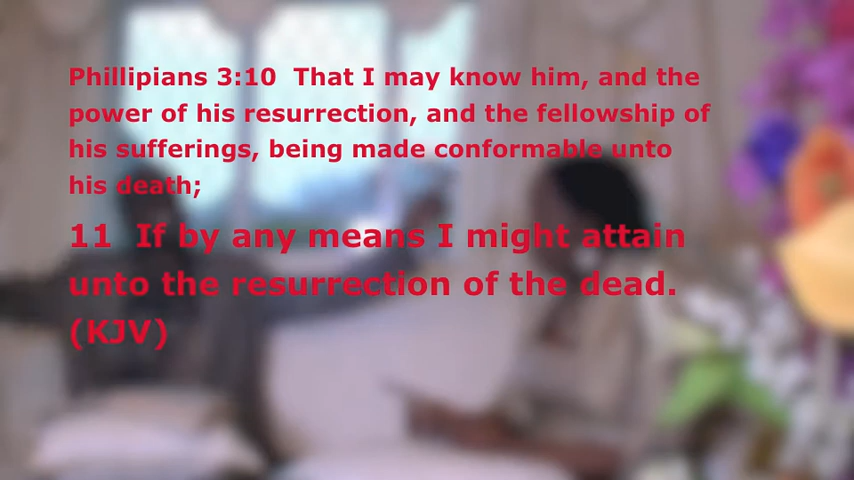 Phillipians 3:10  That I may know him, and the
power of his resurrection, and the fellowship of
his sufferings, being made conformable unto
his death;
11  If by any means I might attain
unto the resurrection of the dead.
(KJV)